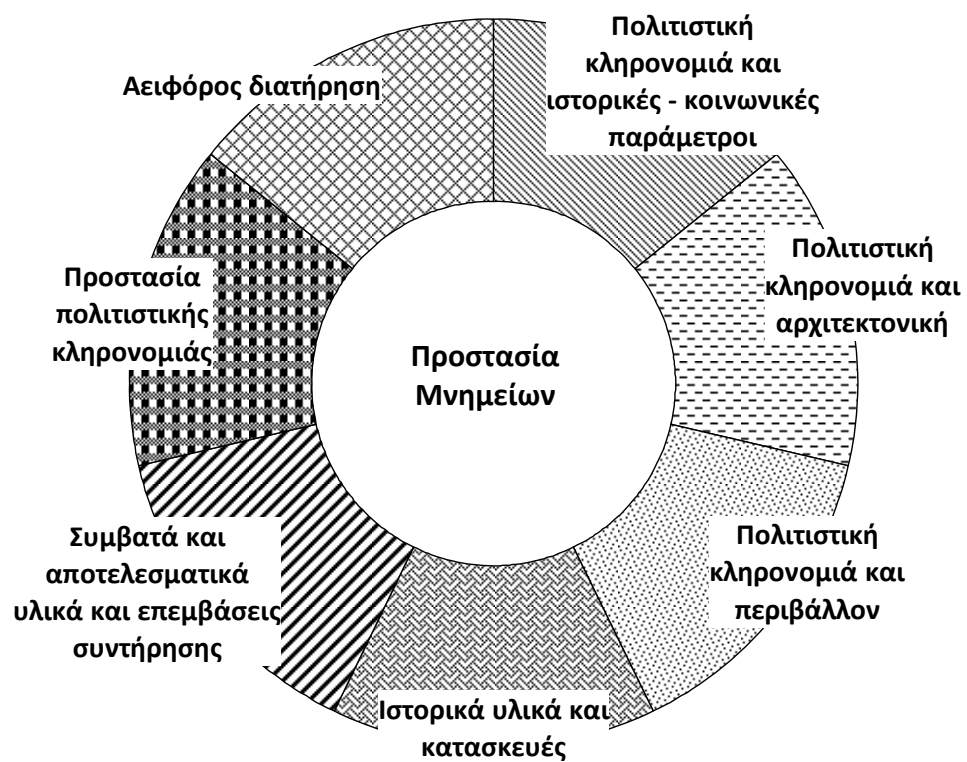 Πολιτιστική
κληρονομιά και
ιστορικές - κοινωνικές
παράμετροι
Πολιτιστική
κληρονομιά και
αρχιτεκτονική
Πολιτιστική
κληρονομιά και
περιβάλλον
Ιστορικά υλικά και
κατασκευές
Συμβατά και
αποτελεσματικά
υλικά και επεμβάσεις
συντήρησης
Προστασία
πολιτιστικής
κληρονομιάς
Αειφόρος διατήρηση
Προστασία
Μνημείων